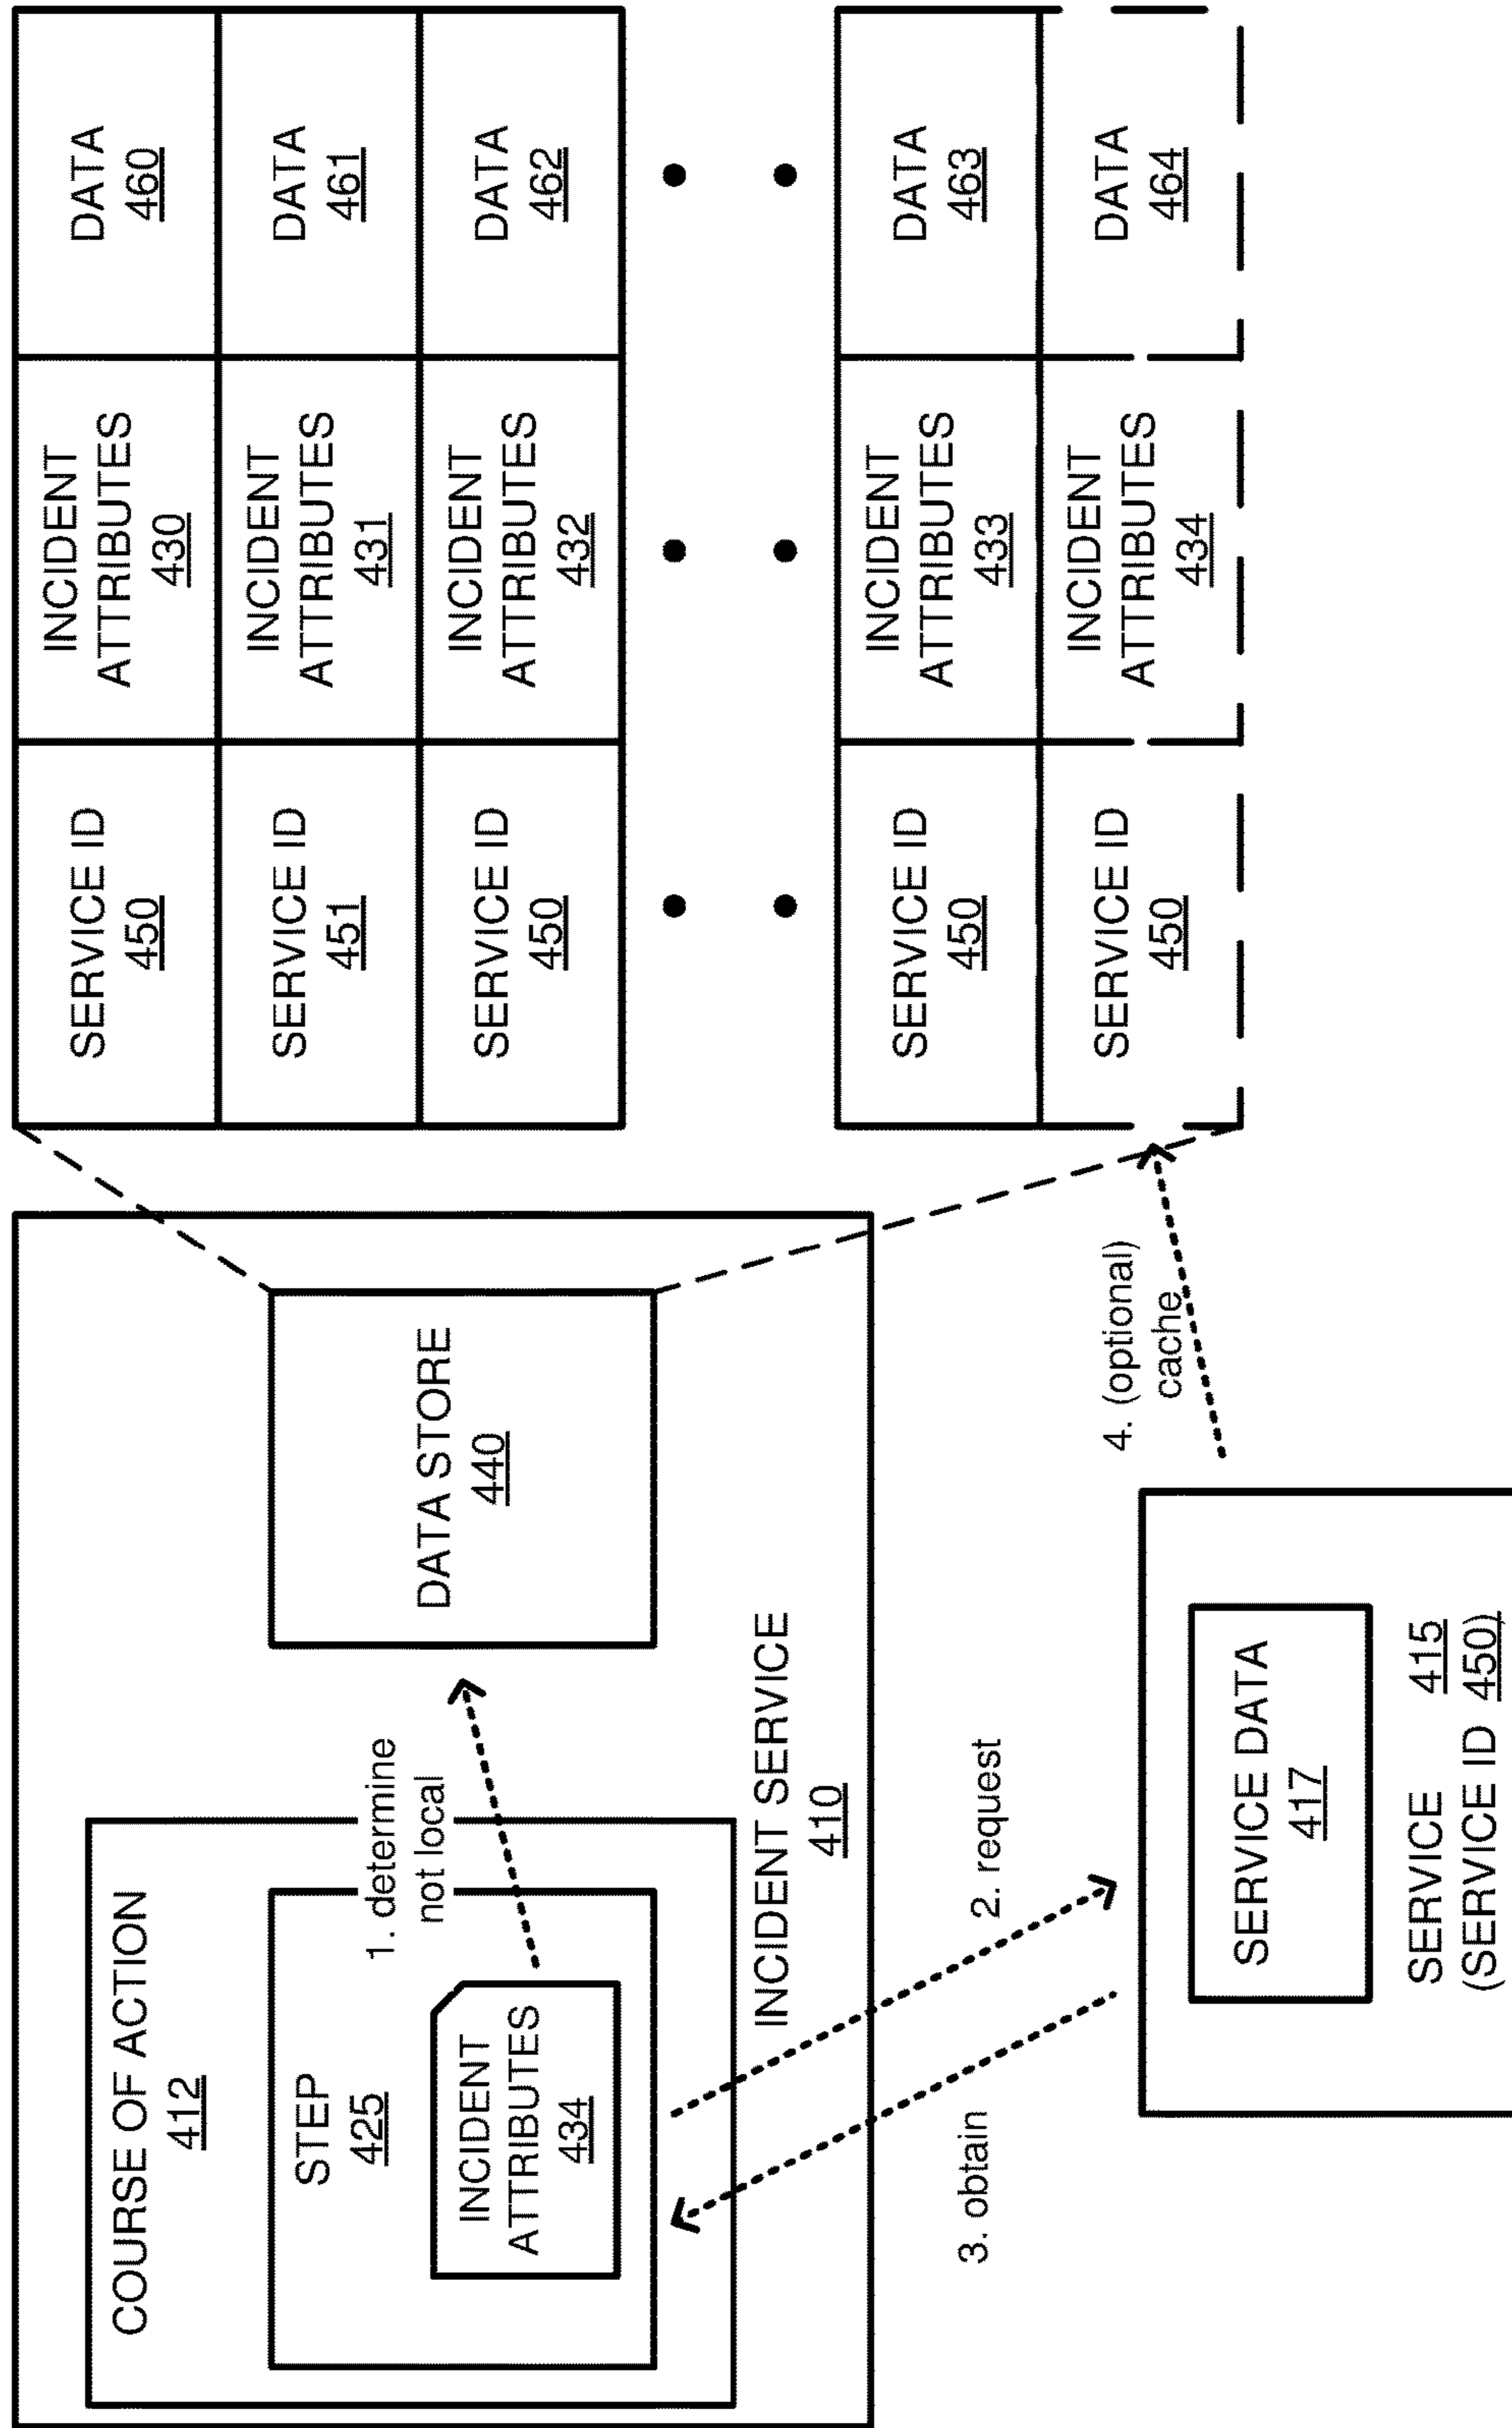 COURSE OF ACTION
412
STEP
425
INCIDENT
ATTRIBUTES
434
1. determine
not local
DATA STORE
440
INCIDENT SERVICE
410
2. request
3. obtain
4. (optional)
cache
SERVICE DATA
417
SERVICE 415
(SERVICE ID 450)
SERVICE ID
450
INCIDENT
ATTRIBUTES
430
DATA
460
SERVICE ID
451
INCIDENT
ATTRIBUTES
431
DATA
461
SERVICE ID
450
INCIDENT
ATTRIBUTES
432
DATA
462
SERVICE ID
450
INCIDENT
ATTRIBUTES
433
DATA
463
SERVICE ID
450
INCIDENT
ATTRIBUTES
434
DATA
464